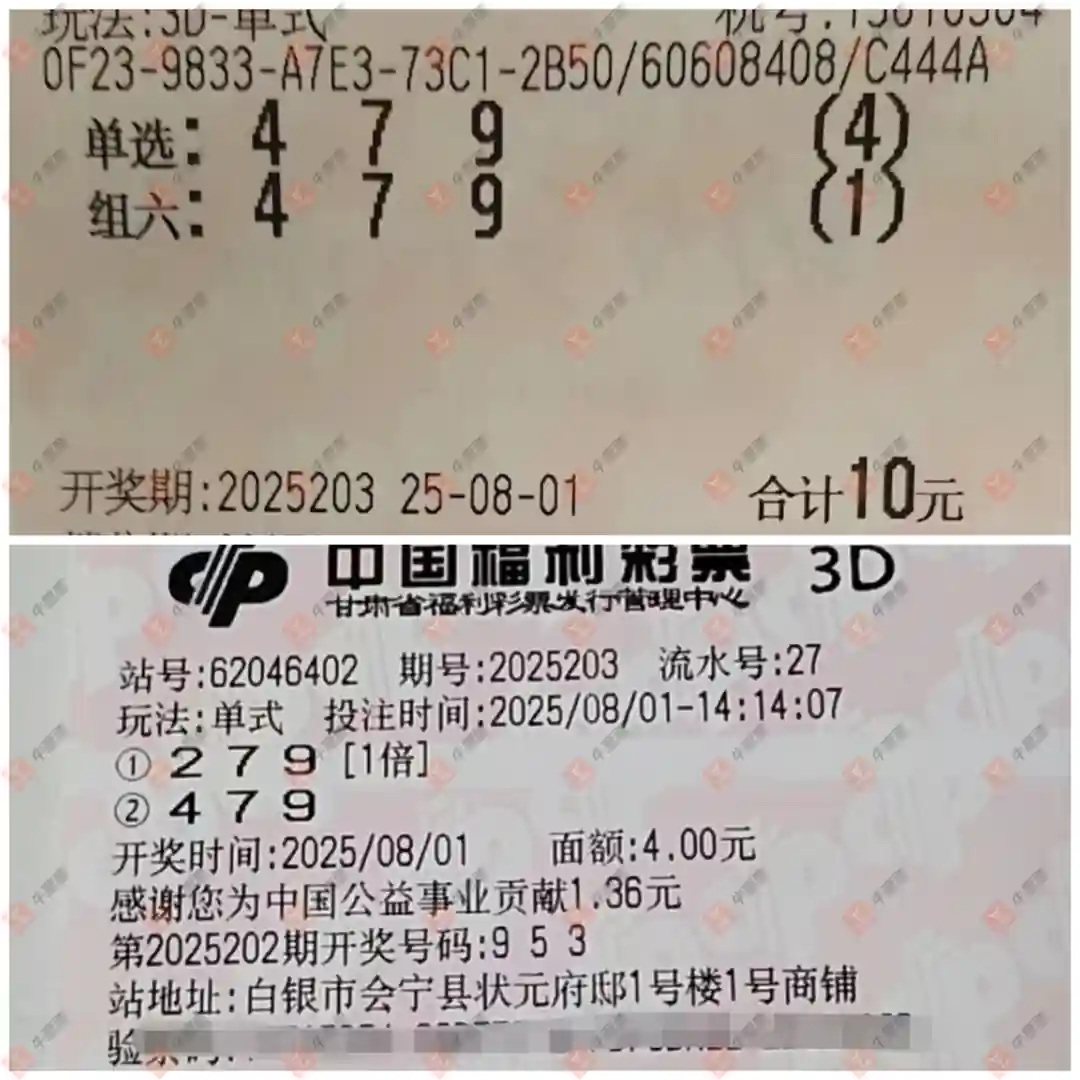 玩法:3D-单式 机号:15010304
0F23-9833-A7E3-73C1-2B50/60608408/C444A
单选: 4 7 9 (4)
组六: 4 7 9 (1)
开奖期:2025203 25-08-01 合计10元
中国福利彩票 3D
甘肃省福利彩票发行管理中心
站号:62046402 期号:2025203 流水号:27
玩法:单式 投注时间:2025/08/01-14:14:07
① 2 7 9 [1倍]
② 4 7 9
开奖时间:2025/08/01 面额:4.00元
感谢您为中国公益事业贡献1.36元
第2025202期开奖号码:9 5 3
站地址:白银市会宁县状元府邸1号楼1号商铺
验票码: